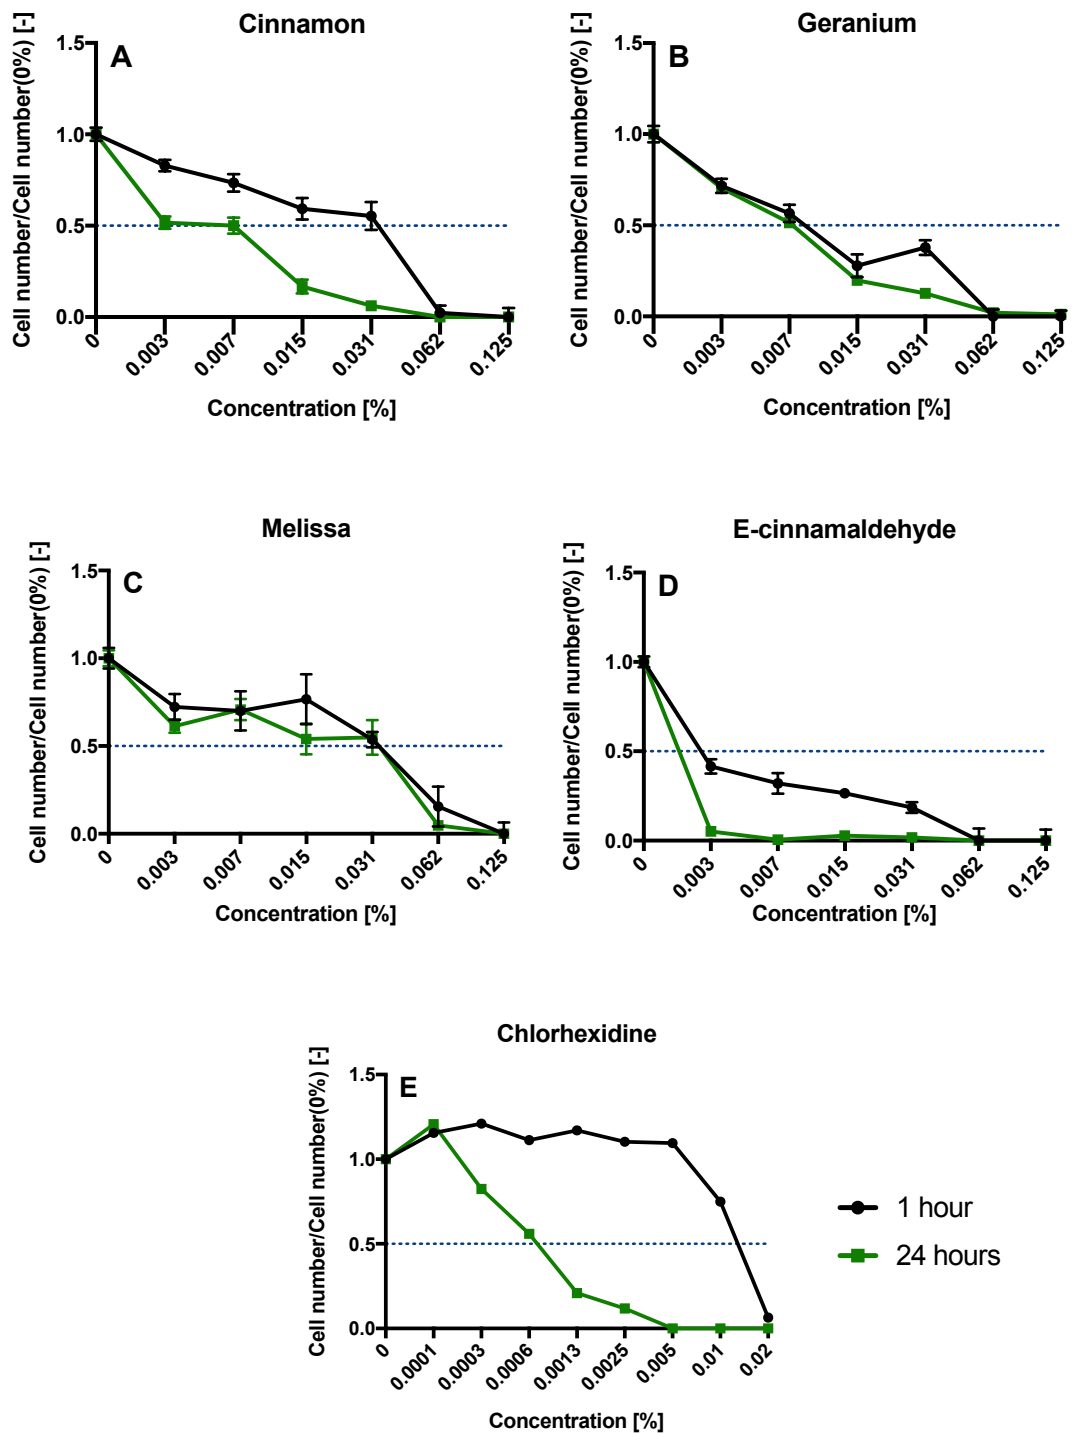 Cinnamon
A
Cell number/Cell number(0%) [-]
1.5
1.0
0.5
0.0
0
0.003
0.007
0.015
0.031
0.062
0.125
Concentration [%]
Geranium
B
Cell number/Cell number(0%) [-]
1.5
1.0
0.5
0.0
0
0.003
0.007
0.015
0.031
0.062
0.125
Concentration [%]
Melissa
C
Cell number/Cell number(0%) [-]
1.5
1.0
0.5
0.0
0
0.003
0.007
0.015
0.031
0.062
0.125
Concentration [%]
E-cinnamaldehyde
D
Cell number/Cell number(0%) [-]
1.5
1.0
0.5
0.0
0
0.003
0.007
0.015
0.031
0.062
0.125
Concentration [%]
Chlorhexidine
E
Cell number/Cell number(0%) [-]
1.5
1.0
0.5
0.0
0
0.0001
0.0003
0.0006
0.0013
0.0025
0.005
0.01
0.02
Concentration [%]
1 hour
24 hours